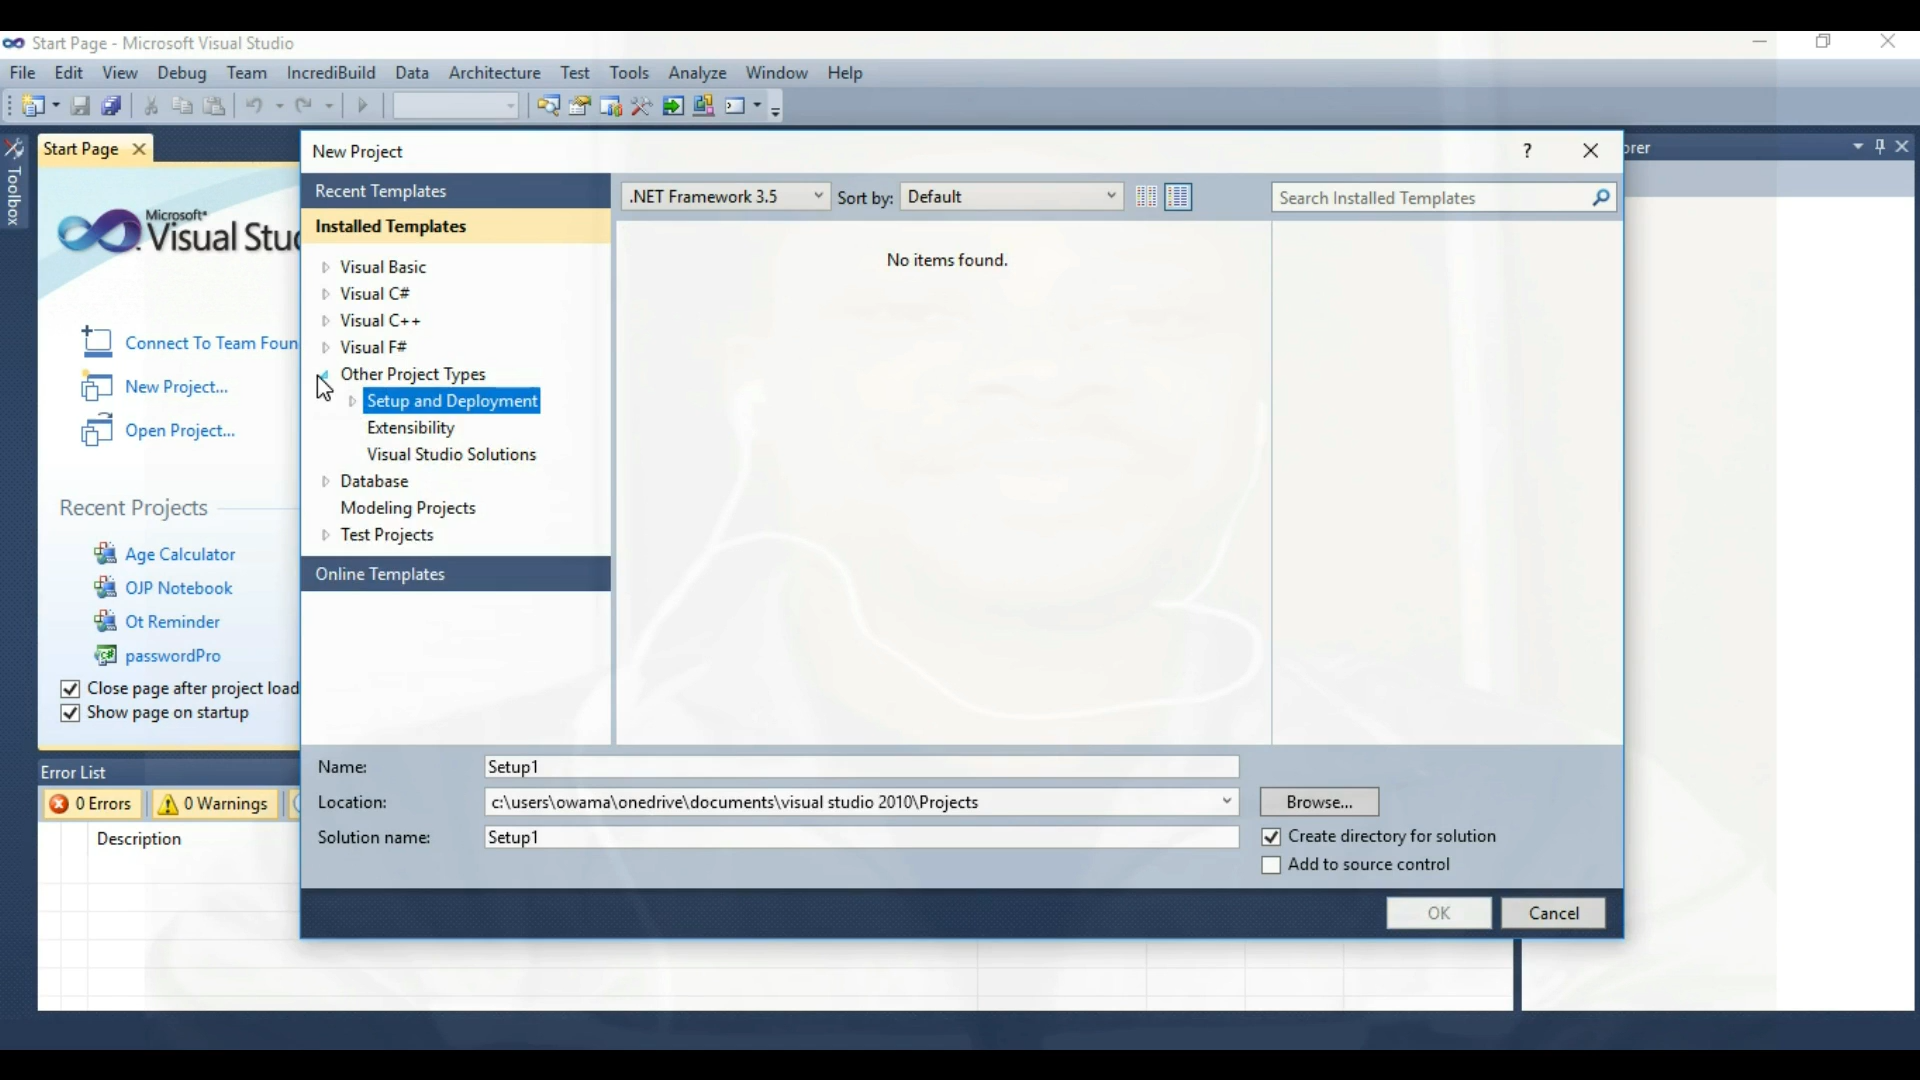 Start Page - Microsoft Visual Studio
File Edit View Debug Team IncrediBuild Data Architecture Test Tools Analyze Window Help
Toolbox
Start Page
Microsoft
Visual Stu
Connect To Team Foun
New Project...
Open Project...
Recent Projects
Age Calculator
OJP Notebook
Ot Reminder
passwordPro
Close page after project load
Show page on startup
Error List
0 Errors 0 Warnings
Description
New Project ?
Recent Templates
Installed Templates
Visual Basic
Visual C#
Visual C++
Visual F#
Other Project Types
Setup and Deployment
Extensibility
Visual Studio Solutions
Database
Modeling Projects
Test Projects
Online Templates
.NET Framework 3.5 Sort by: Default
Search Installed Templates
No items found.
Name: Setup1
Location: c:\users\owama\onedrive\documents\visual studio 2010\Projects Browse...
Solution name: Setup1
Create directory for solution
Add to source control
OK Cancel
orer